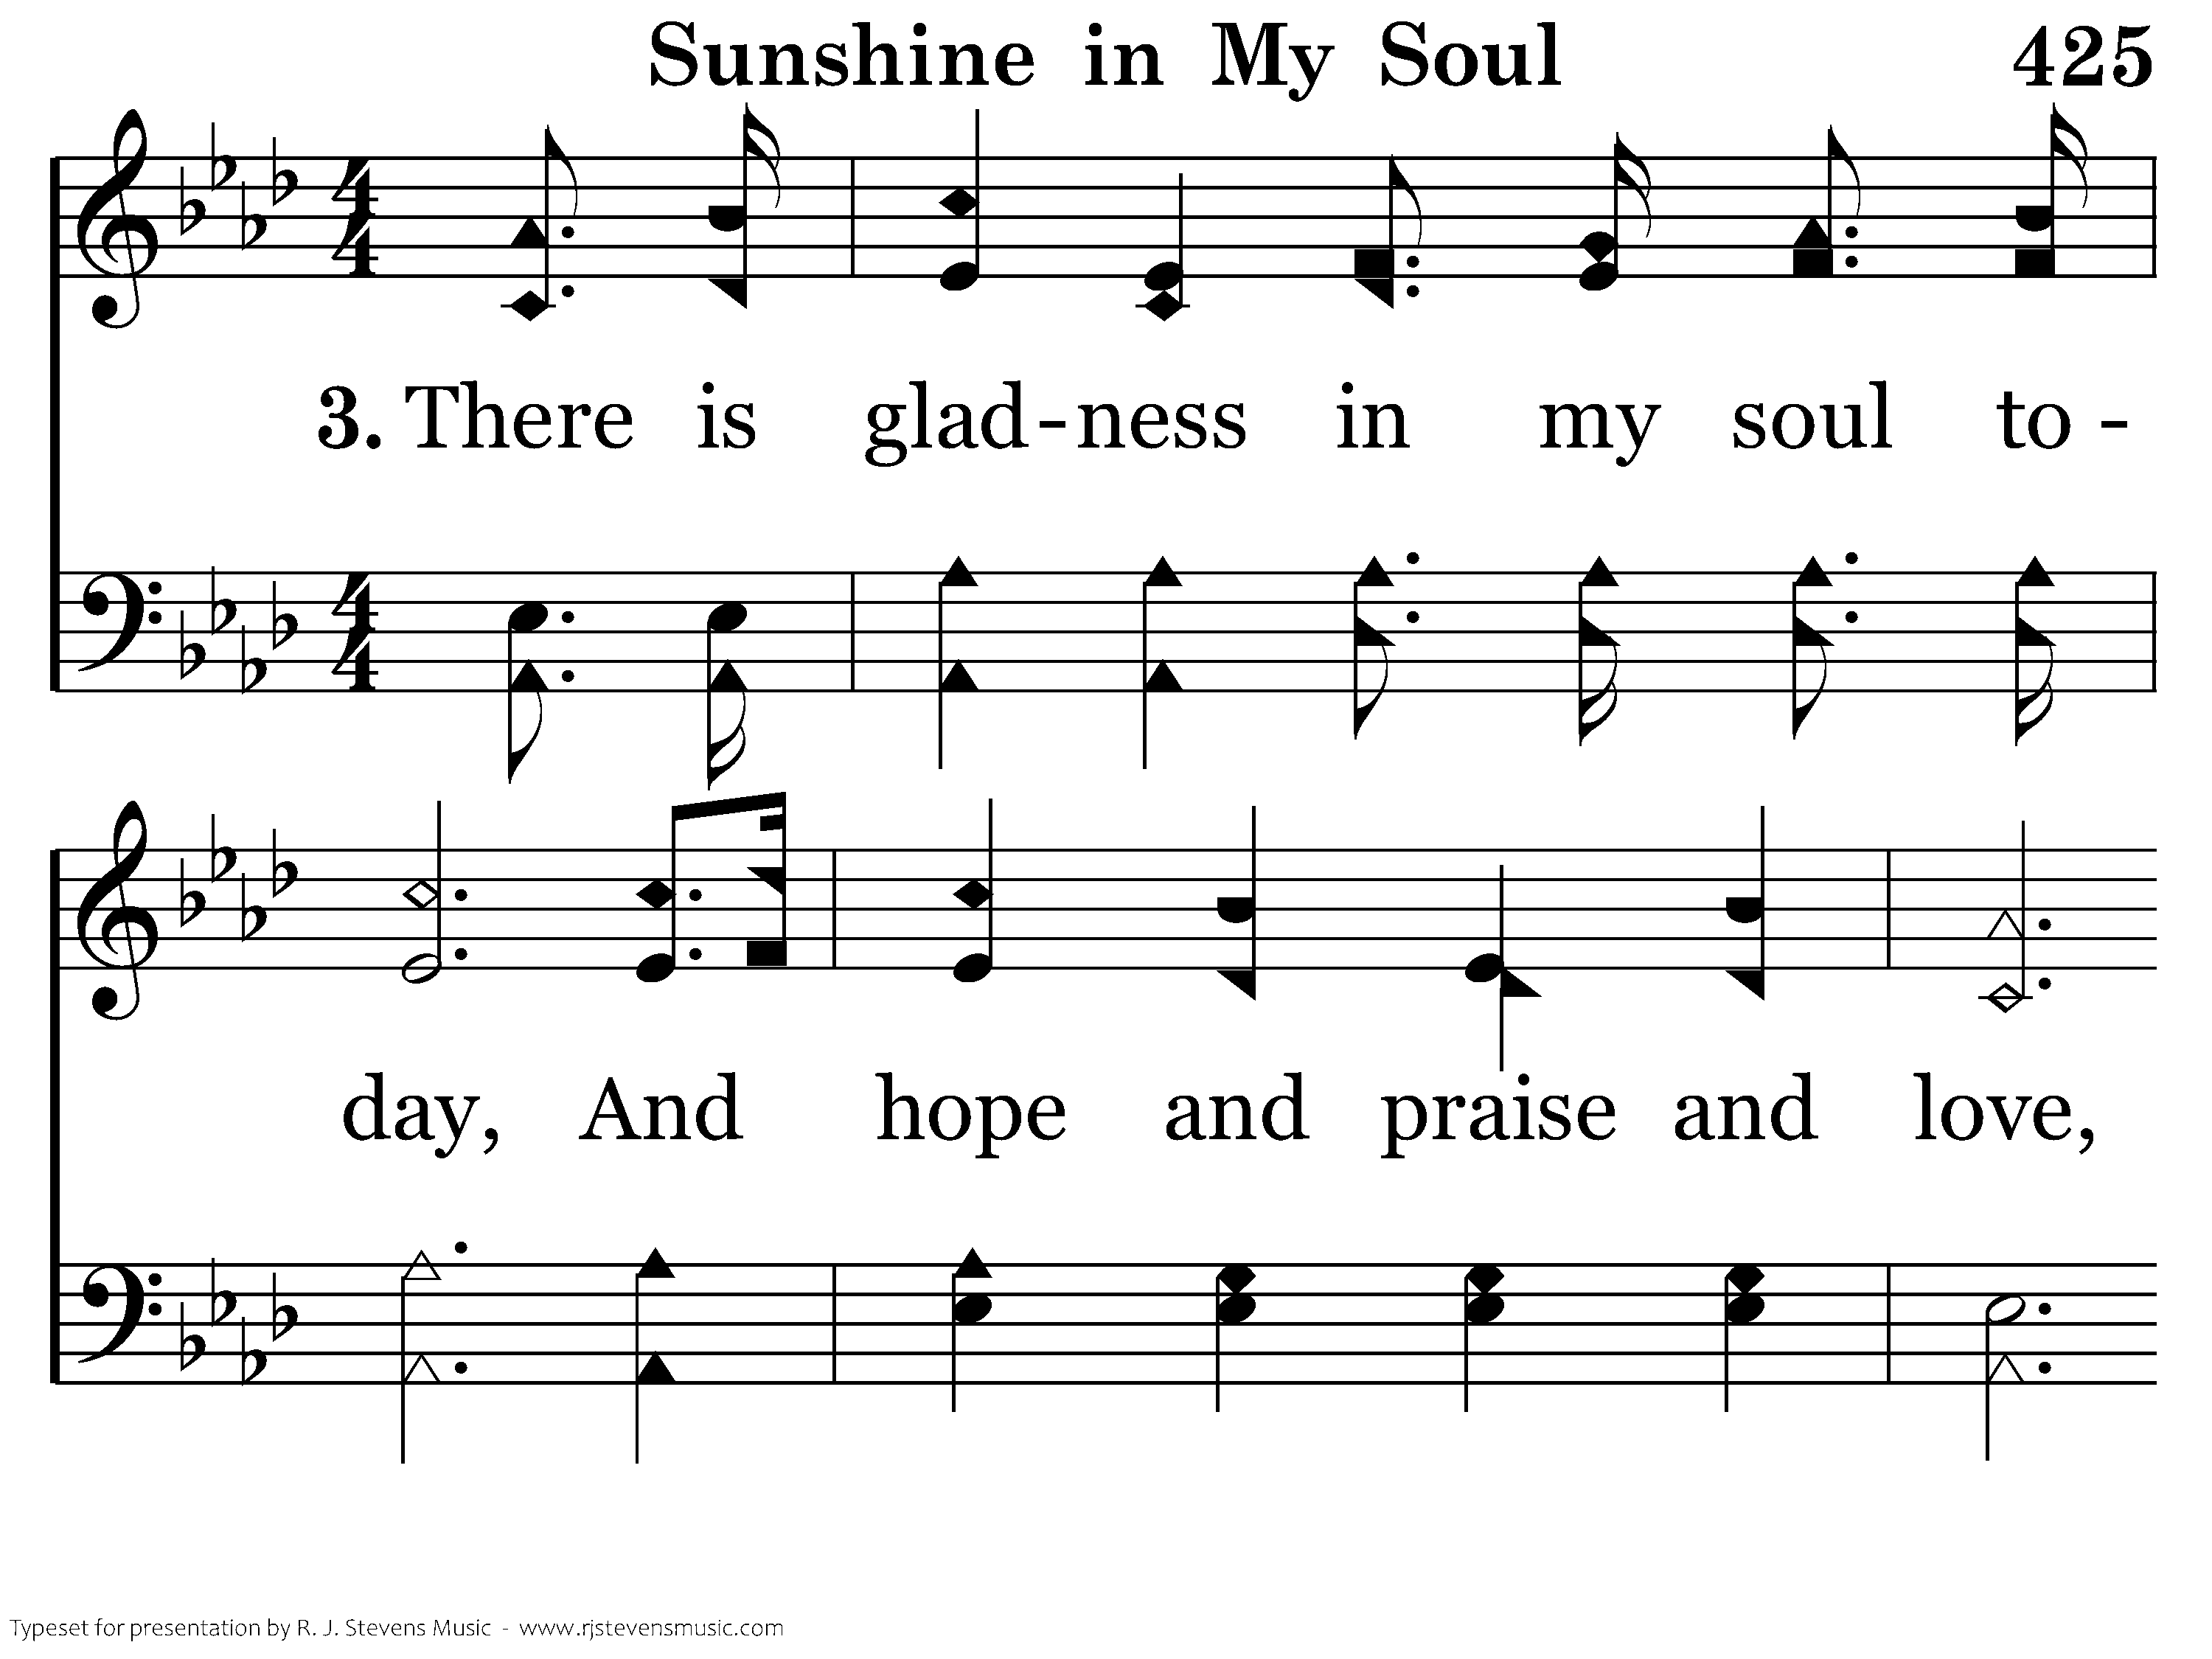 Sunshine in My Soul 425
3. There is glad-ness in my soul to-
day, And hope and praise and love,
Typeset for presentation by R. J. Stevens Music - www.rjstevensmusic.com